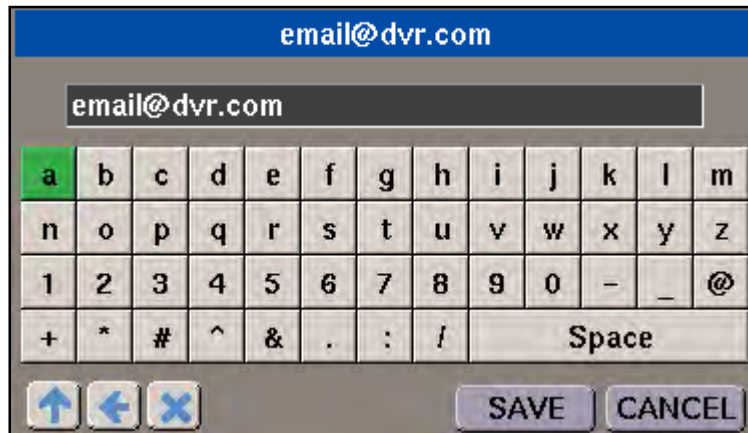 email@dvr.com
email@dvr.com
a b c d e f g h i j k l m
n o p q r s t u v w x y z
1 2 3 4 5 6 7 8 9 0 - _ @
+ * # ^ & . : / Space
SAVE CANCEL